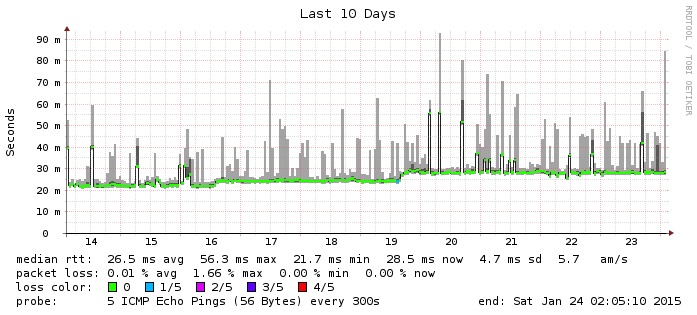 Last 10 Days
RRDTOOL / TOBI OETIKER
Seconds
90 m
80 m
70 m
60 m
50 m
40 m
30 m
20 m
10 m
0
14 15 16 17 18 19 20 21 22 23
median rtt: 26.5 ms avg 56.3 ms max 21.7 ms min 28.5 ms now 4.7 ms sd 5.7 am/s
packet loss: 0.01 % avg 1.66 % max 0.00 % min 0.00 % now
loss color: 0 1/5 2/5 3/5 4/5
probe: 5 ICMP Echo Pings (56 Bytes) every 300s end: Sat Jan 24 02:05:10 2015